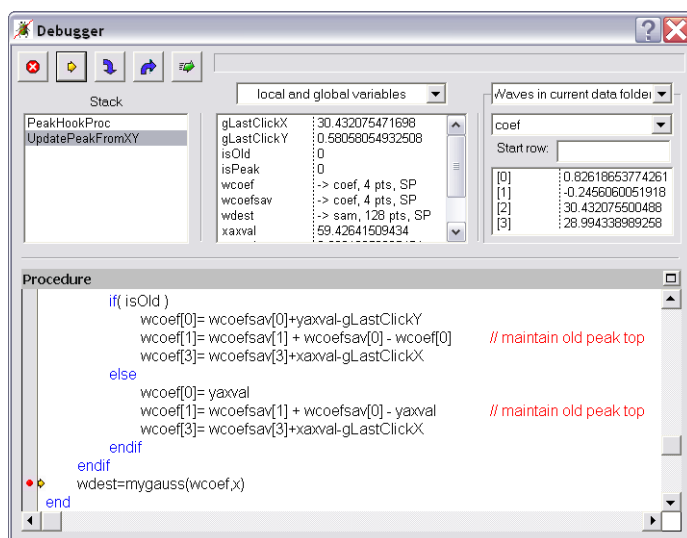 Debugger
Stack
PeakHookProc
UpdatePeakFromXY
local and global variables
gLastClickX 30.432075471698
gLastClickY 0.58058054932508
isOld 0
isPeak 0
wcoef -> coef, 4 pts, SP
wcoefsav -> coef, 4 pts, SP
wdest -> sam, 128 pts, SP
xaxval 59.42641509434
Waves in current data folder
coef
Start row:
[0] 0.82618653774261
[1] -0.2456060051918
[2] 30.432075500488
[3] 28.994338989258
Procedure
if( isOld )
wcoef[0]= wcoefsav[0]+yaxval-gLastClickY
wcoef[1]= wcoefsav[1] + wcoefsav[0] - wcoef[0] // maintain old peak top
wcoef[3]= wcoefsav[3]+xaxval-gLastClickX
else
wcoef[0]= yaxval
wcoef[1]= wcoefsav[1] + wcoefsav[0] - yaxval // maintain old peak top
wcoef[3]= wcoefsav[3]+xaxval-gLastClickX
endif
endif
wdest=mygauss(wcoef,x)
end